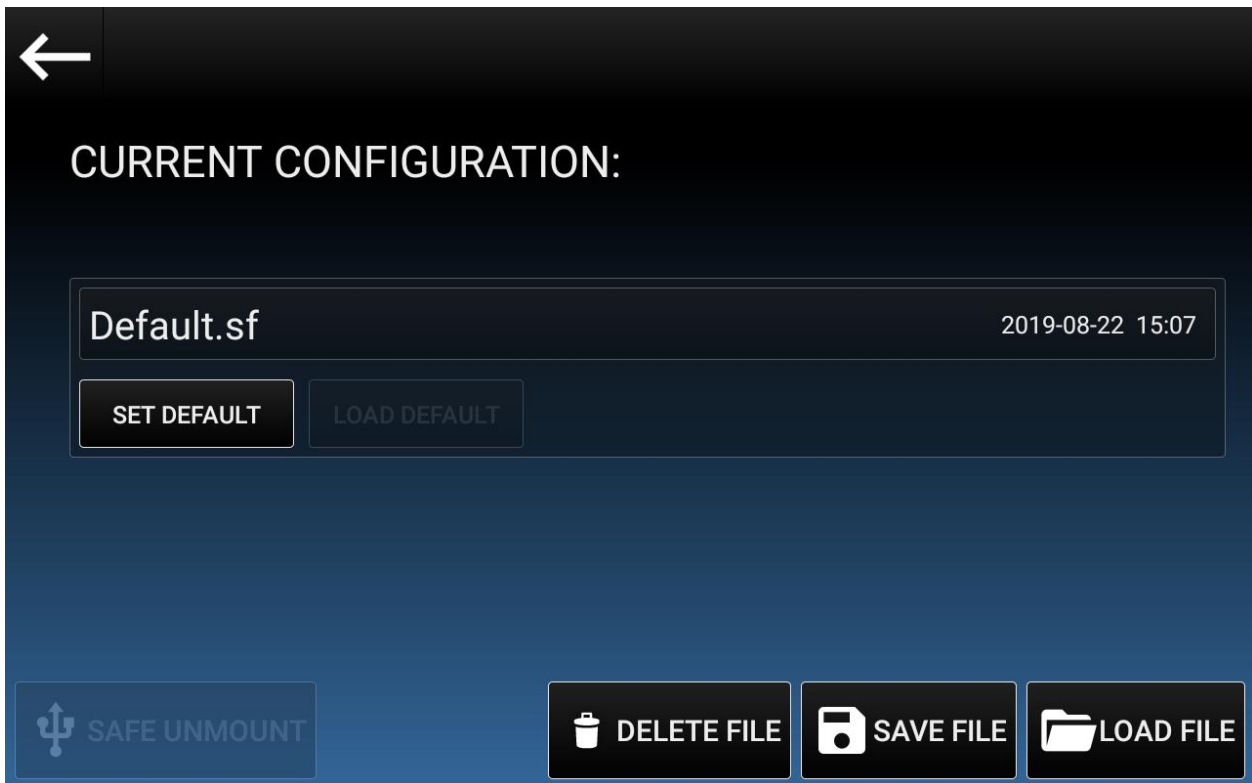 CURRENT CONFIGURATION:
Default.sf 2019-08-22 15:07
SET DEFAULT LOAD DEFAULT
SAFE UNMOUNT DELETE FILE SAVE FILE LOAD FILE